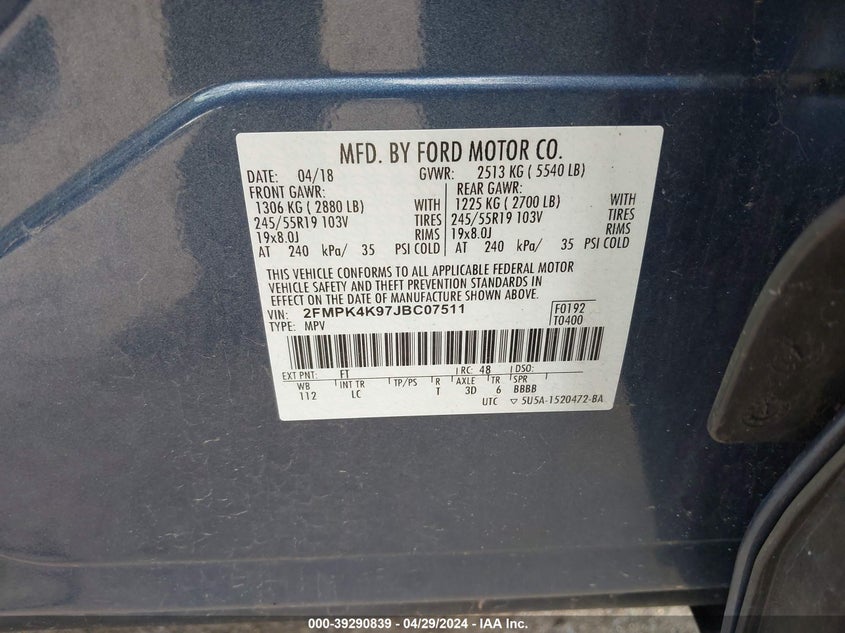 MFD. BY FORD MOTOR CO.
DATE: 04/18 GVWR: 2513 KG ( 5540 LB)
FRONT GAWR: REAR GAWR:
1306 KG ( 2880 LB) WITH 1225 KG ( 2700 LB) WITH
245/55R19 103V TIRES 245/55R19 103V TIRES
19x8.0J RIMS 19x8.0J RIMS
AT 240 kPa/ 35 PSI COLD AT 240 kPa/ 35 PSI COLD
THIS VEHICLE CONFORMS TO ALL APPLICABLE FEDERAL MOTOR
VEHICLE SAFETY AND THEFT PREVENTION STANDARDS IN
EFFECT ON THE DATE OF MANUFACTURE SHOWN ABOVE.
VIN: 2FMPK4K97JBC07511 F0192
TYPE: MPV T0400
EXT PNT: FT RC: 48 DSO:
WB INT TR TP/PS R AXLE TR SPR
112 LC T 3D 6 BBBB
UTC ▽ 5U5A-1520472-BA
000-39290839 - 04/29/2024 - IAA Inc.